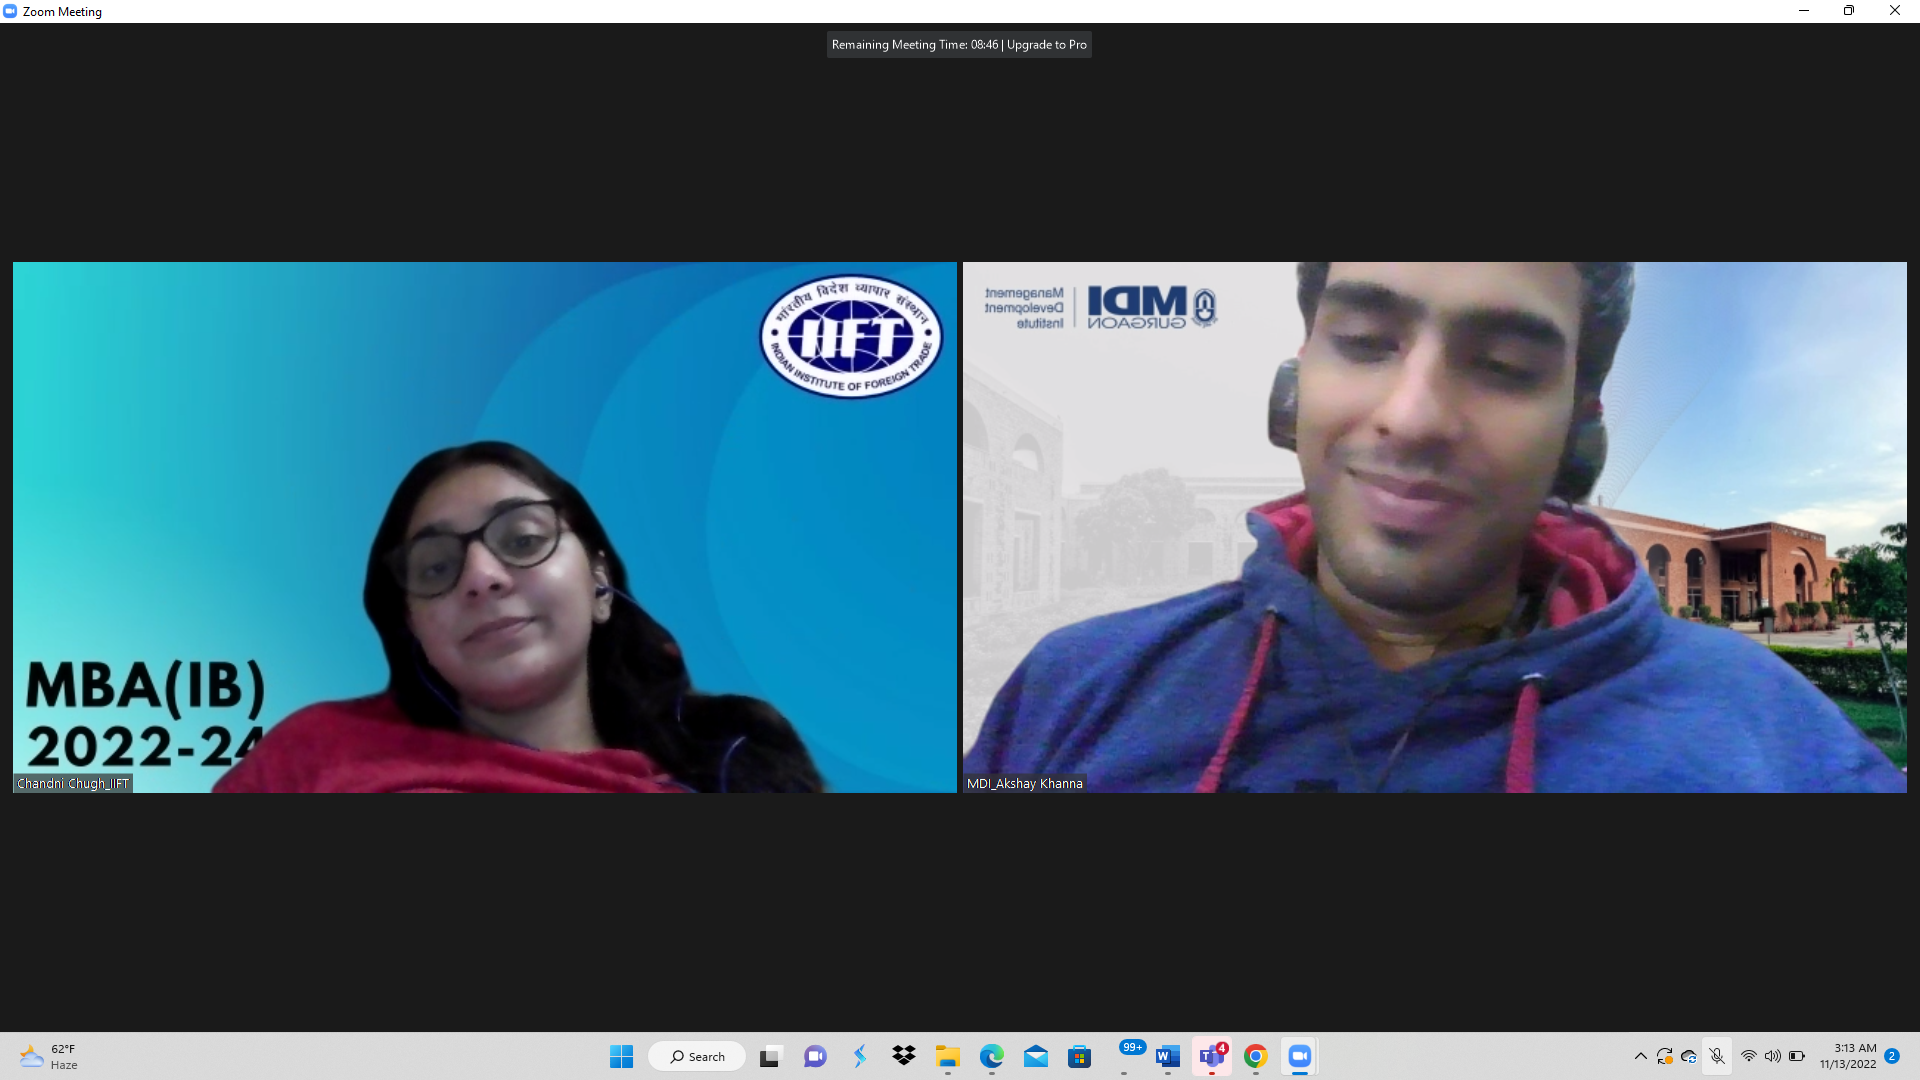 Zoom Meeting
Remaining Meeting Time: 08:46 | Upgrade to Pro
भारतीय विदेश व्यापार संस्थान
IIFT
INDIAN INSTITUTE OF FOREIGN TRADE
MBA(IB)
2022-24
Chandni Chugh_IIFT
Management
Development
Institute
MDI
GURGAON
MDI_Akshay Khanna
62°F
Haze
Search
99+
4
3:13 AM
11/13/2022
2